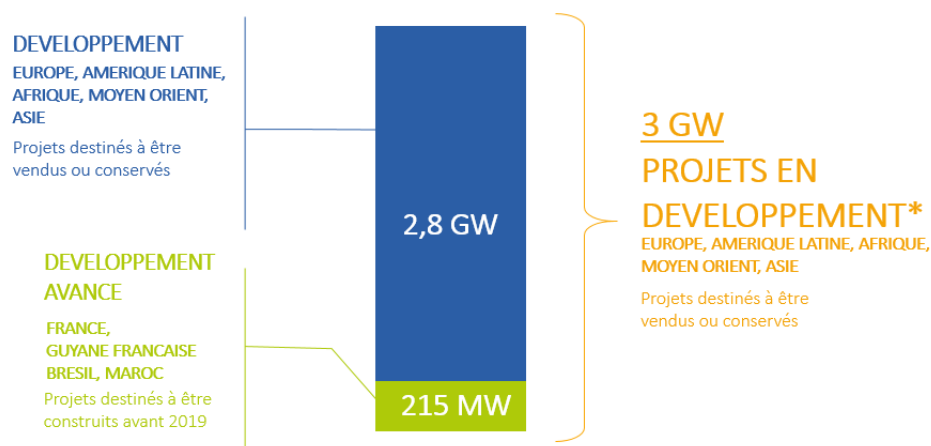 DEVELOPPEMENT
EUROPE, AMERIQUE LATINE,
AFRIQUE, MOYEN ORIENT,
ASIE
Projets destinés à être
vendus ou conservés
DEVELOPPEMENT
AVANCE
FRANCE,
GUYANE FRANCAISE
BRESIL, MAROC
Projets destinés à être
construits avant 2019
2,8 GW
215 MW
3 GW
PROJETS EN
DEVELOPPEMENT*
EUROPE, AMERIQUE LATINE, AFRIQUE,
MOYEN ORIENT, ASIE
Projets destinés à être
vendus ou conservés